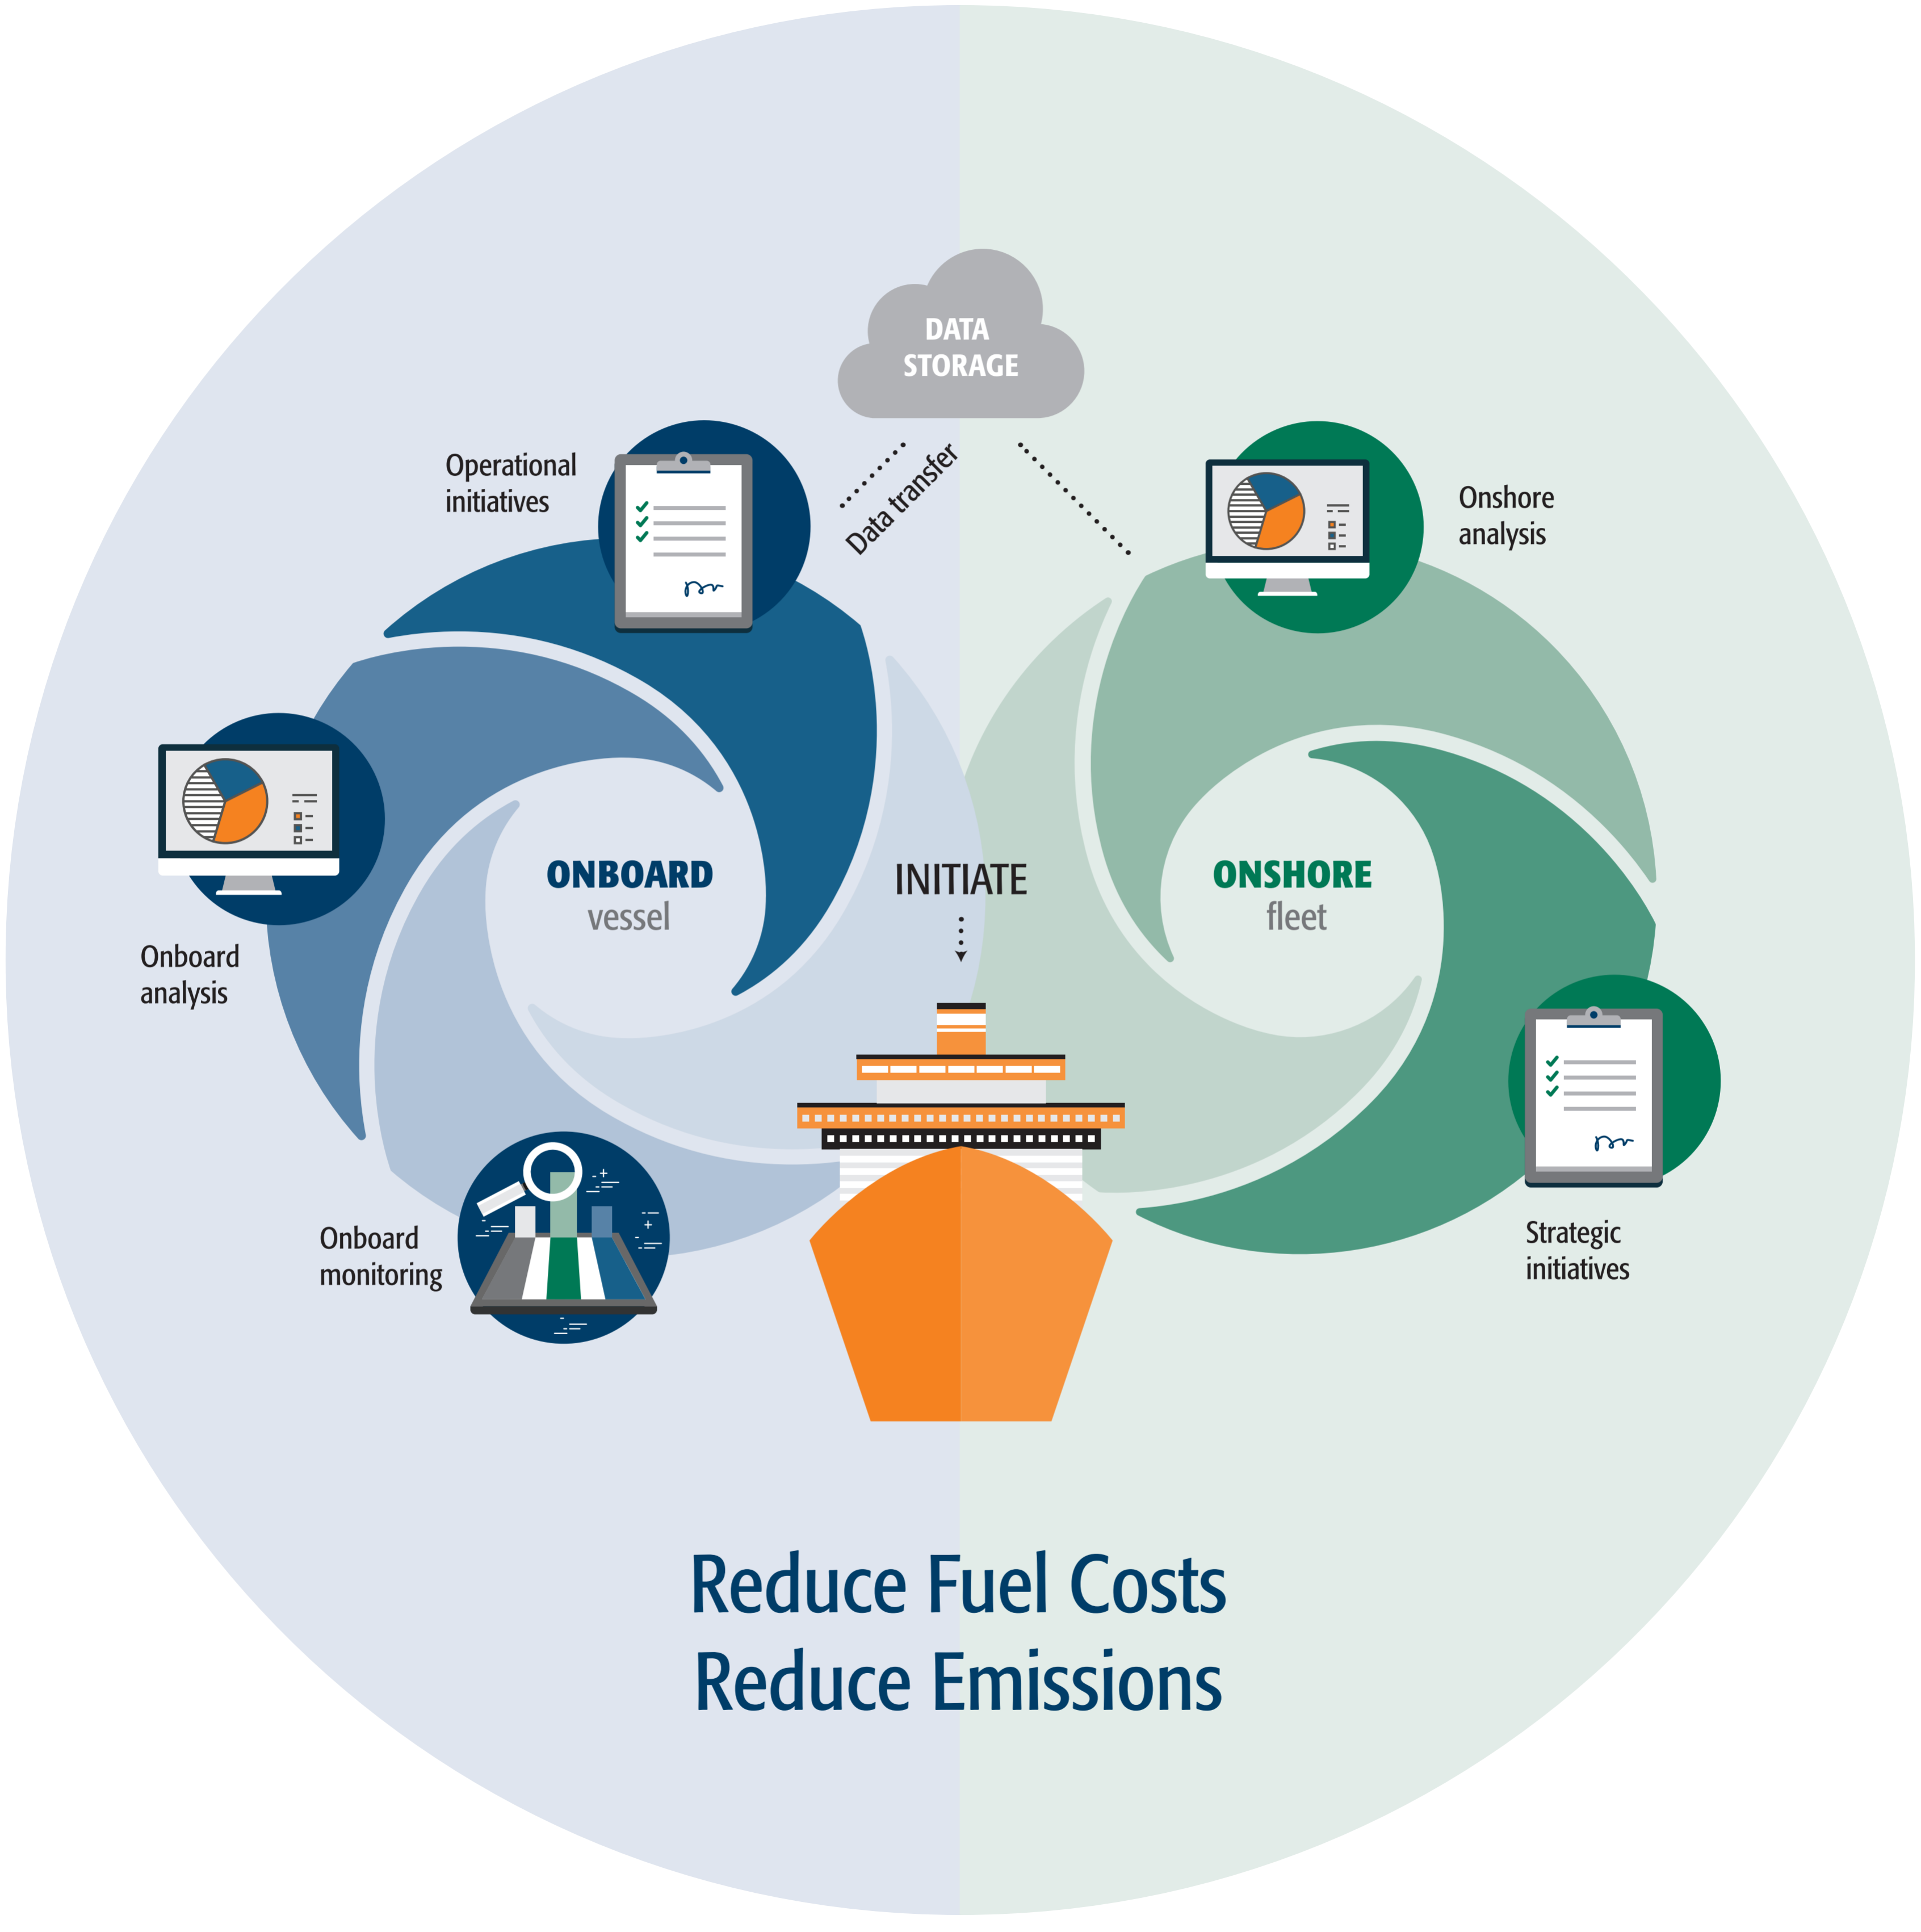 DATA
STORAGE
Data transfer
Operational
initiatives
Onshore
analysis
Onboard
analysis
ONBOARD
vessel
INITIATE
ONSHORE
fleet
Onboard
monitoring
Strategic
initiatives
Reduce Fuel Costs
Reduce Emissions